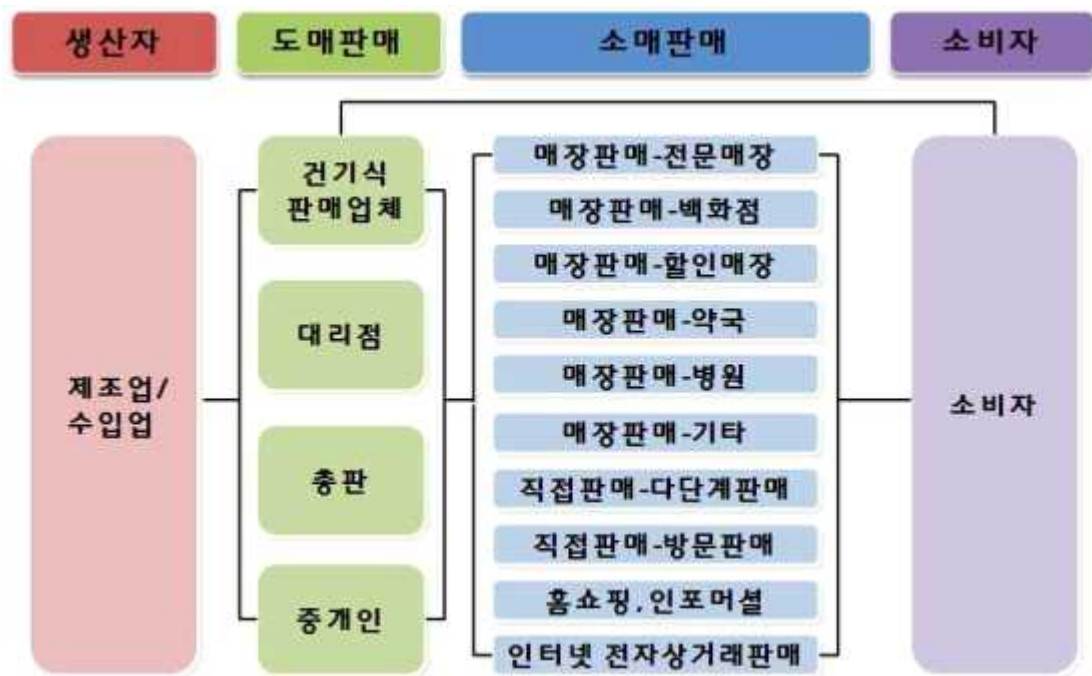 생산자
도매판매
소매판매
소비자
제조업/
수입업
건기식
판매업체
대리점
총판
중개인
매장판매-전문매장
매장판매-백화점
매장판매-할인매장
매장판매-약국
매장판매-병원
매장판매-기타
직접판매-다단계판매
직접판매-방문판매
홈쇼핑,인포머셜
인터넷 전자상거래판매
소비자